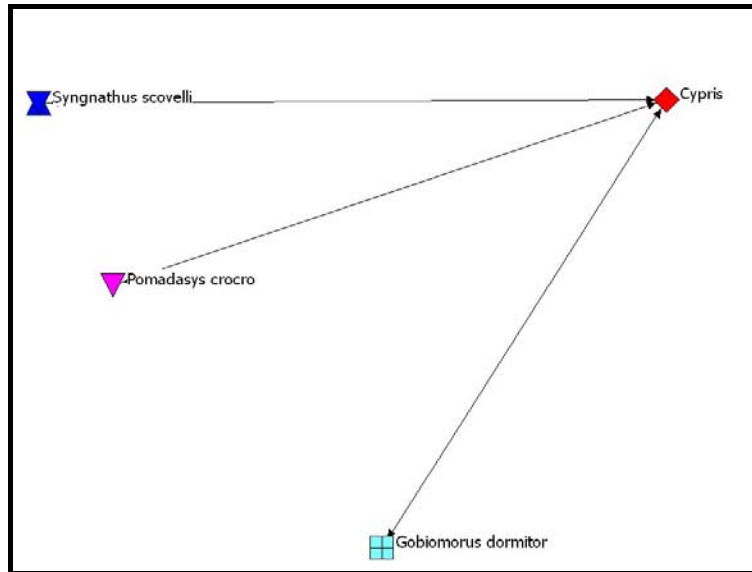 Syngnathus scovelli
Cypris
Pomadasys crocro
Gobiomorus dormitor